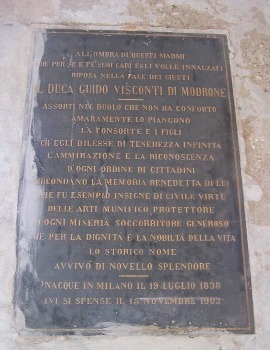 ALL'OMBRA DI QUESTI MARMI
CHE PER SE E PE' SUOI CARI EGLI VOLLE INNALZATI
RIPOSA NELLA PACE DEI GIUSTI
IL DUCA GUIDO VISCONTI DI MODRONE
ASSORTI NEL DUOLO CHE NON HA CONFORTO
AMARAMENTE LO PIANGONO
LA CONSORTE E I FIGLI
CH'EGLI DILESSE DI TENEREZZA INFINITA
L'AMMIRAZIONE E LA RICONOSCENZA
D'OGNI ORDINE DI CITTADINI
CIRCONDANO LA MEMORIA BENEDETTA DI LUI
CHE FU ESEMPIO INSIGNE DI CIVILE VIRTÙ
DELLE ARTI MUNIFICO PROTETTORE
D'OGNI MISERIA SOCCORRITORE GENEROSO
CHE PER LA DIGNITÀ E LA NOBILTÀ DELLA VITA
LO STORICO NOME
AVVIVÒ DI NOVELLO SPLENDORE
NACQUE IN MILANO IL 19 LUGLIO 1838
IVI SI SPENSE IL 15 NOVEMBRE 1902